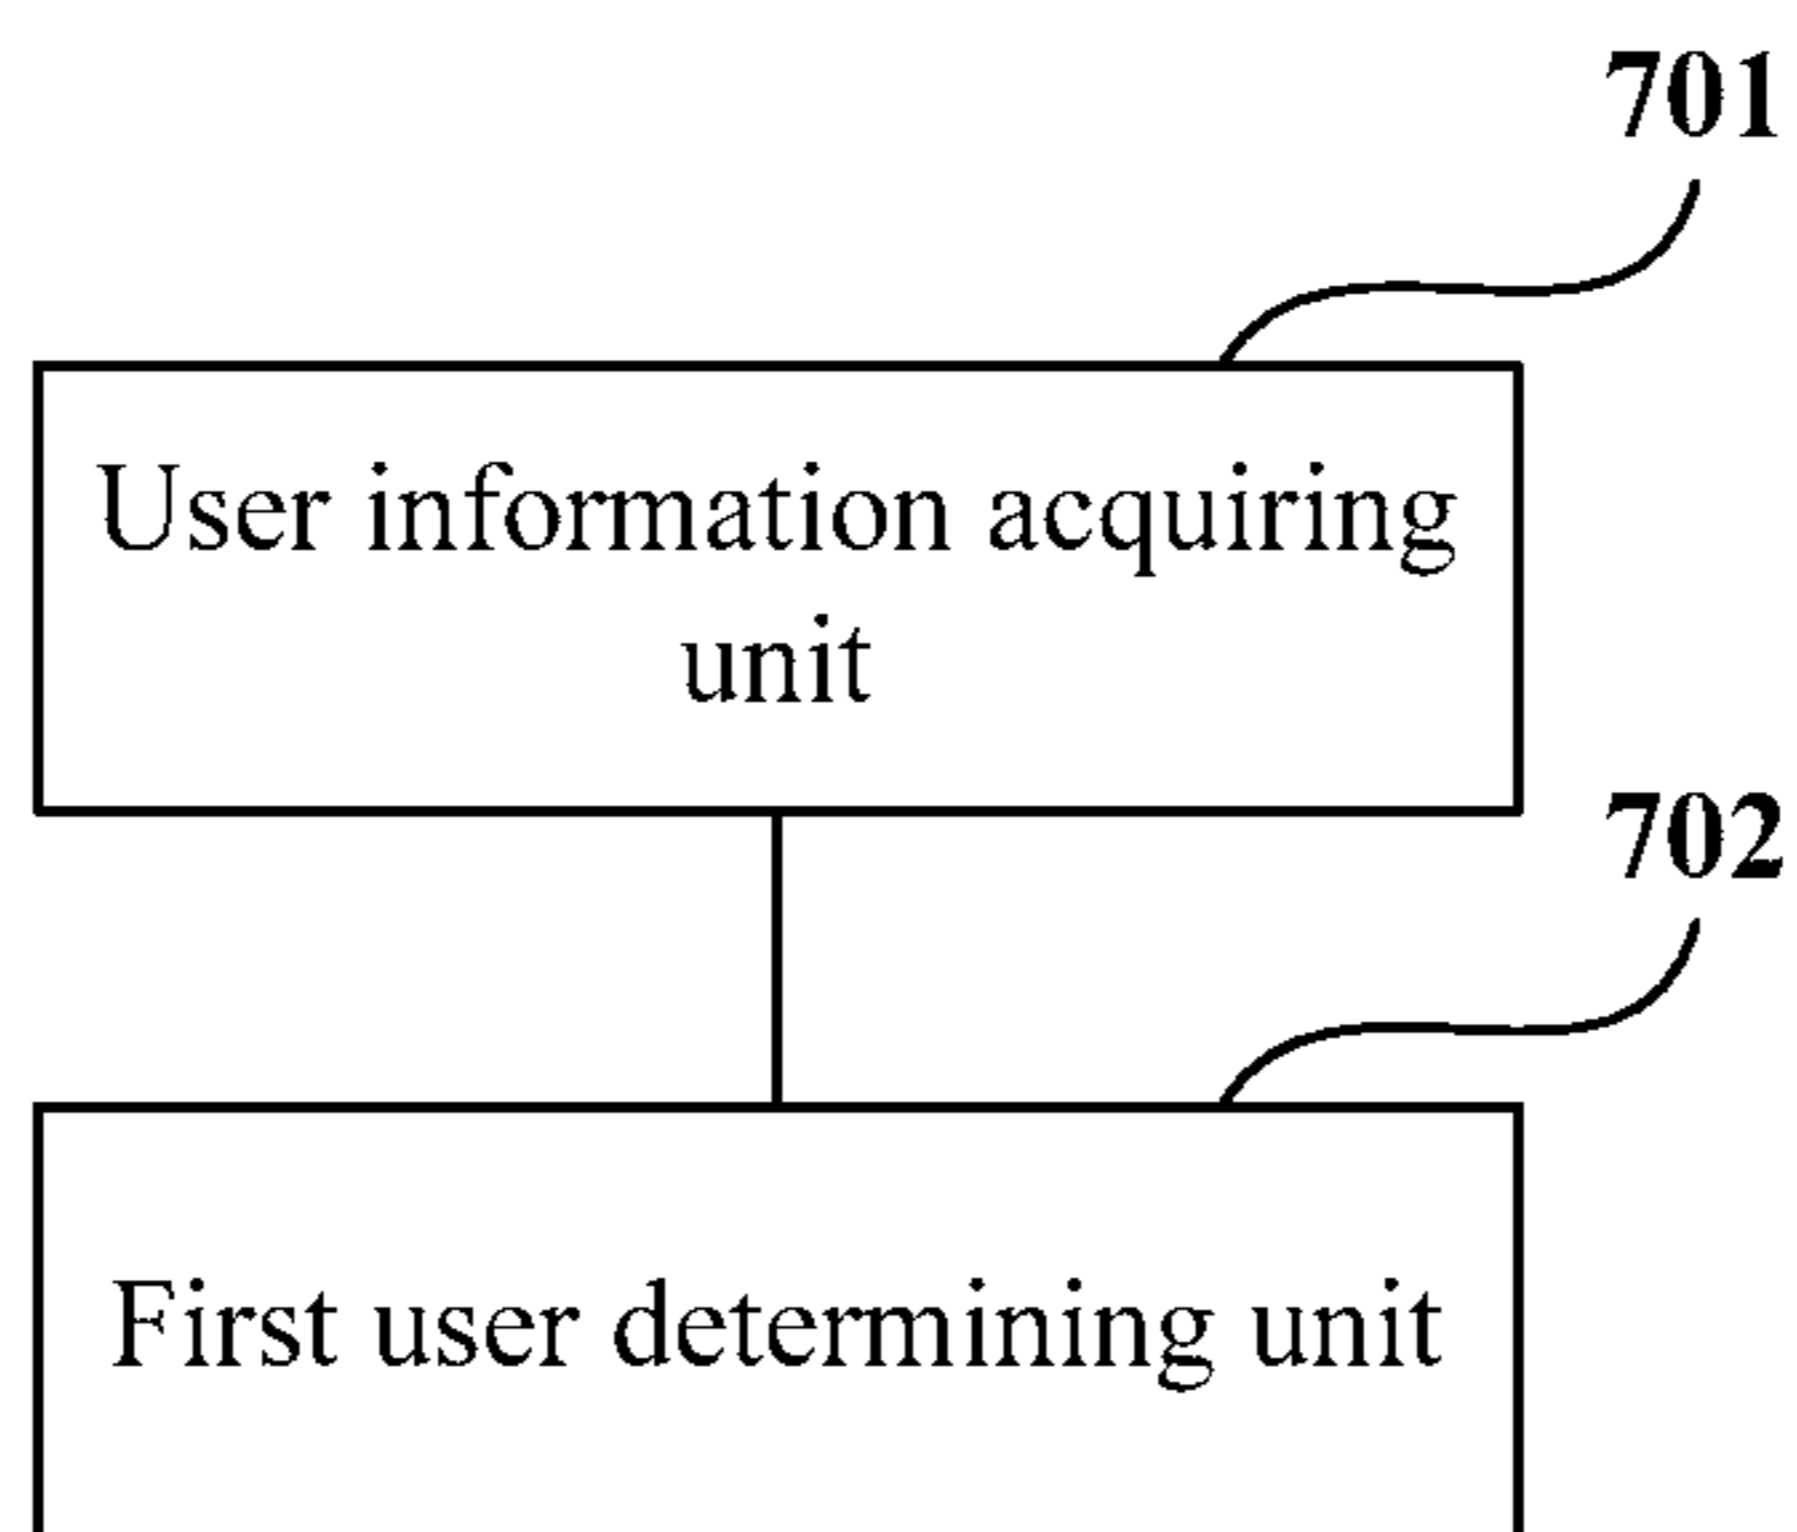 701
User information acquiring
unit
702
First user determining unit